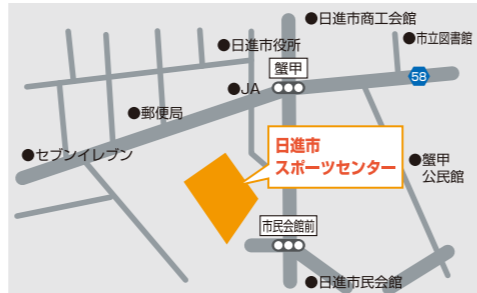 ●日進市商工会館
●日進市役所
●市立図書館
蟹甲
58
●JA
●郵便局
日進市
スポーツセンター
●セブンイレブン
●蟹甲
公民館
市民会館前
●日進市民会館